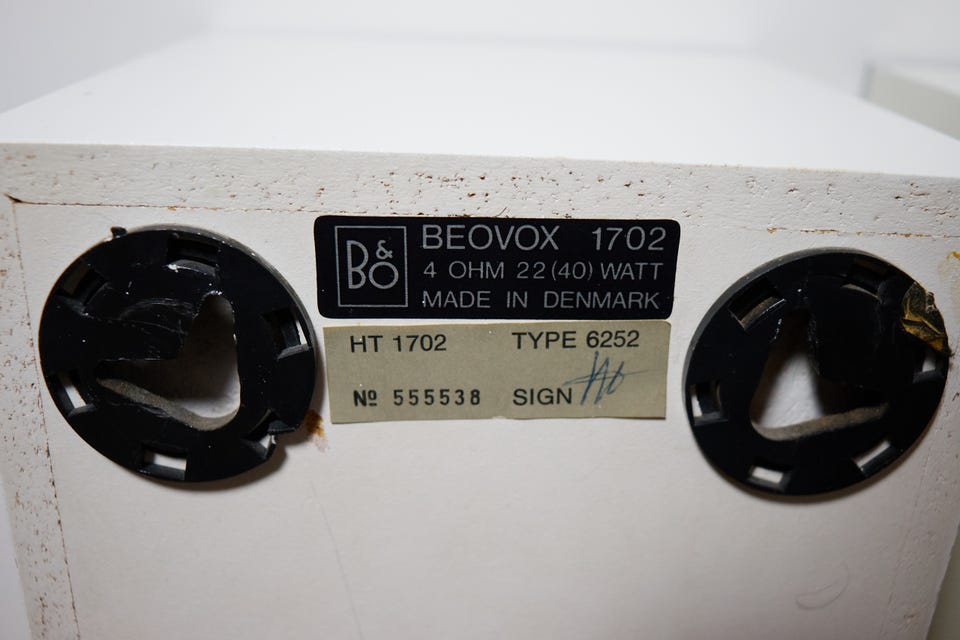 B&O
BEOVOX 1702
4 OHM 22 (40) WATT
MADE IN DENMARK
HT 1702 TYPE 6252
Nº 555538 SIGN